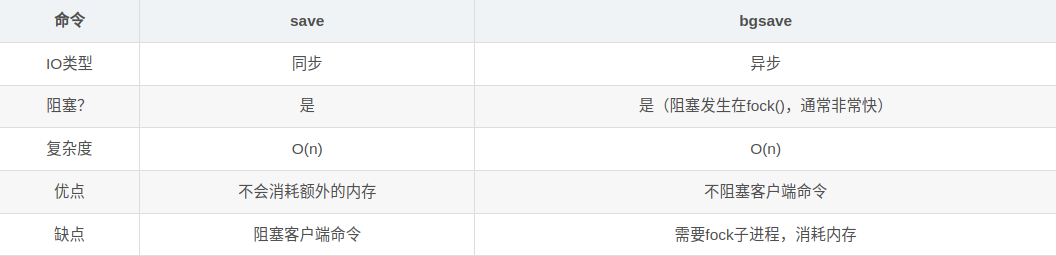 命令 save bgsave
IO类型 同步 异步
阻塞? 是 是（阻塞发生在fock()，通常非常快）
复杂度 O(n) O(n)
优点 不会消耗额外的内存 不阻塞客户端命令
缺点 阻塞客户端命令 需要fock子进程，消耗内存